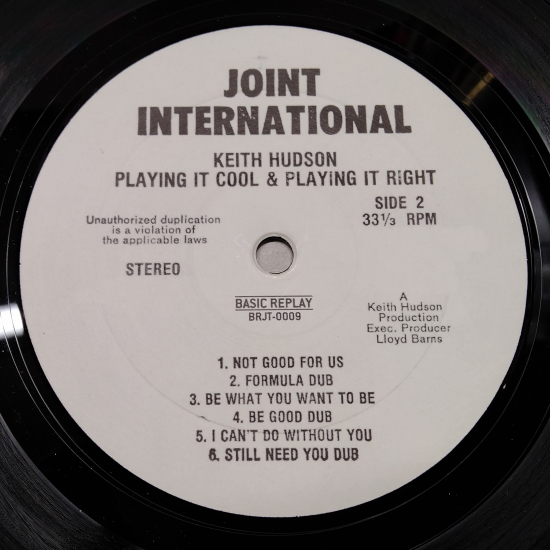 JOINT
INTERNATIONAL
KEITH HUDSON
PLAYING IT COOL & PLAYING IT RIGHT
SIDE 2
33⅓ RPM
Unauthorized duplication
is a violation of
the applicable laws
STEREO
BASIC REPLAY
BRJT-0009
A
Keith Hudson
Production
Exec. Producer
Lloyd Barns
1. NOT GOOD FOR US
2. FORMULA DUB
3. BE WHAT YOU WANT TO BE
4. BE GOOD DUB
5. I CAN'T DO WITHOUT YOU
6. STILL NEED YOU DUB